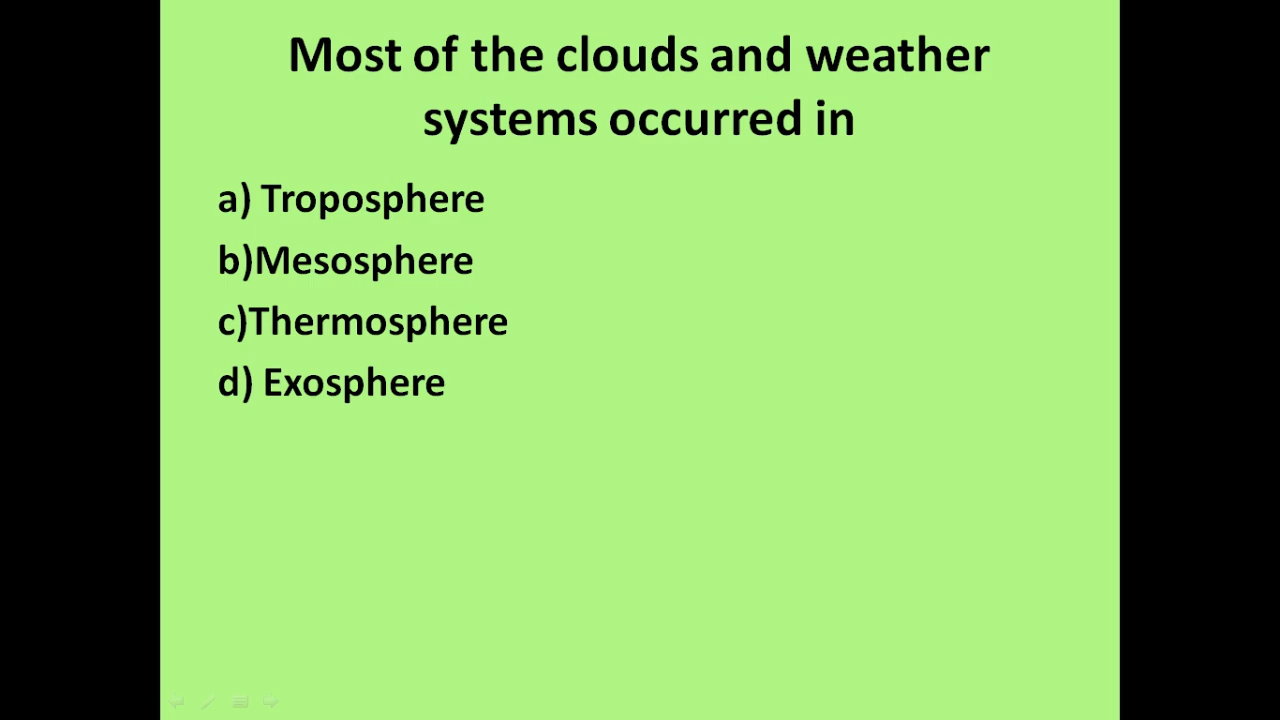 Most of the clouds and weather
systems occurred in
a) Troposphere
b)Mesosphere
c)Thermosphere
d) Exosphere